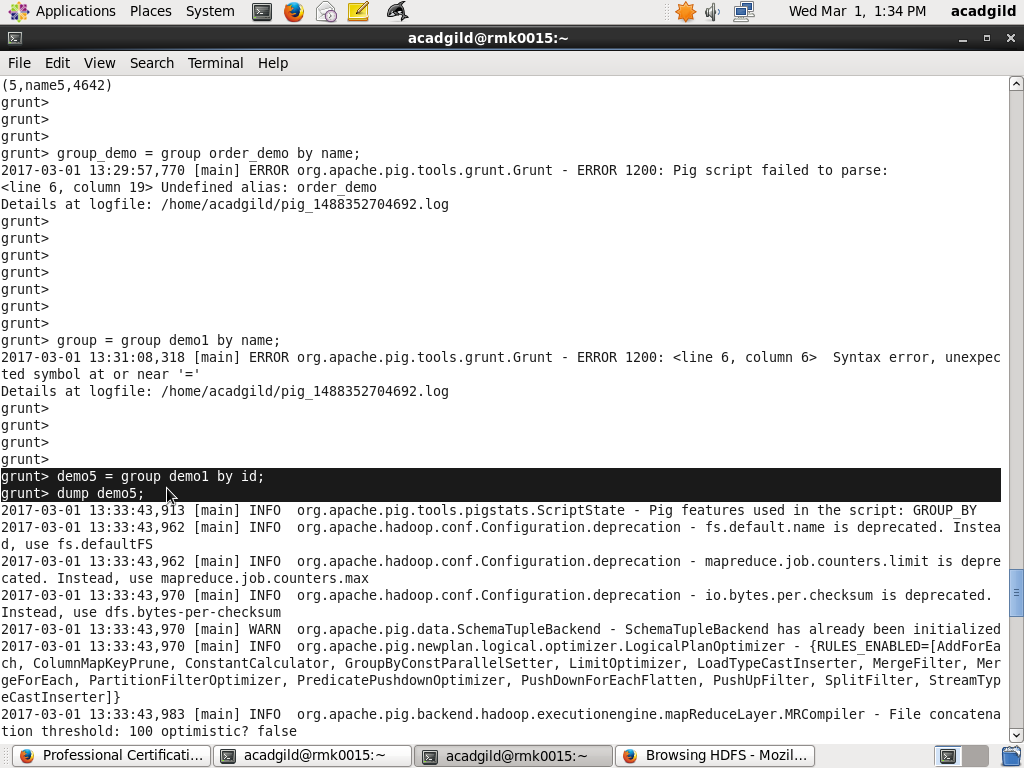 Applications Places System Wed Mar 1, 1:34 PM acadgild
acadgild@rmk0015:~
File Edit View Search Terminal Help
(5,name5,4642)
grunt>
grunt>
grunt>
grunt> group_demo = group order_demo by name;
2017-03-01 13:29:57,770 [main] ERROR org.apache.pig.tools.grunt.Grunt - ERROR 1200: Pig script failed to parse:
<line 6, column 19> Undefined alias: order_demo
Details at logfile: /home/acadgild/pig_1488352704692.log
grunt>
grunt>
grunt>
grunt>
grunt>
grunt>
grunt>
grunt> group = group demo1 by name;
2017-03-01 13:31:08,318 [main] ERROR org.apache.pig.tools.grunt.Grunt - ERROR 1200: <line 6, column 6>  Syntax error, unexpec
ted symbol at or near '='
Details at logfile: /home/acadgild/pig_1488352704692.log
grunt>
grunt>
grunt>
grunt>
grunt> demo5 = group demo1 by id;
grunt> dump demo5;
2017-03-01 13:33:43,913 [main] INFO  org.apache.pig.tools.pigstats.ScriptState - Pig features used in the script: GROUP_BY
2017-03-01 13:33:43,962 [main] INFO  org.apache.hadoop.conf.Configuration.deprecation - fs.default.name is deprecated. Instea
d, use fs.defaultFS
2017-03-01 13:33:43,962 [main] INFO  org.apache.hadoop.conf.Configuration.deprecation - mapreduce.job.counters.limit is depre
cated. Instead, use mapreduce.job.counters.max
2017-03-01 13:33:43,970 [main] INFO  org.apache.hadoop.conf.Configuration.deprecation - io.bytes.per.checksum is deprecated.
Instead, use dfs.bytes-per-checksum
2017-03-01 13:33:43,970 [main] WARN  org.apache.pig.data.SchemaTupleBackend - SchemaTupleBackend has already been initialized
2017-03-01 13:33:43,970 [main] INFO  org.apache.pig.newplan.logical.optimizer.LogicalPlanOptimizer - {RULES_ENABLED=[AddForEa
ch, ColumnMapKeyPrune, ConstantCalculator, GroupByConstParallelSetter, LimitOptimizer, LoadTypeCastInserter, MergeFilter, Mer
geForEach, PartitionFilterOptimizer, PredicatePushdownOptimizer, PushDownForEachFlatten, PushUpFilter, SplitFilter, StreamTyp
eCastInserter]}
2017-03-01 13:33:43,983 [main] INFO  org.apache.pig.backend.hadoop.executionengine.mapReduceLayer.MRCompiler - File concatena
tion threshold: 100 optimistic? false
Professional Certificati... acadgild@rmk0015:~ acadgild@rmk0015:~ Browsing HDFS - Mozil...